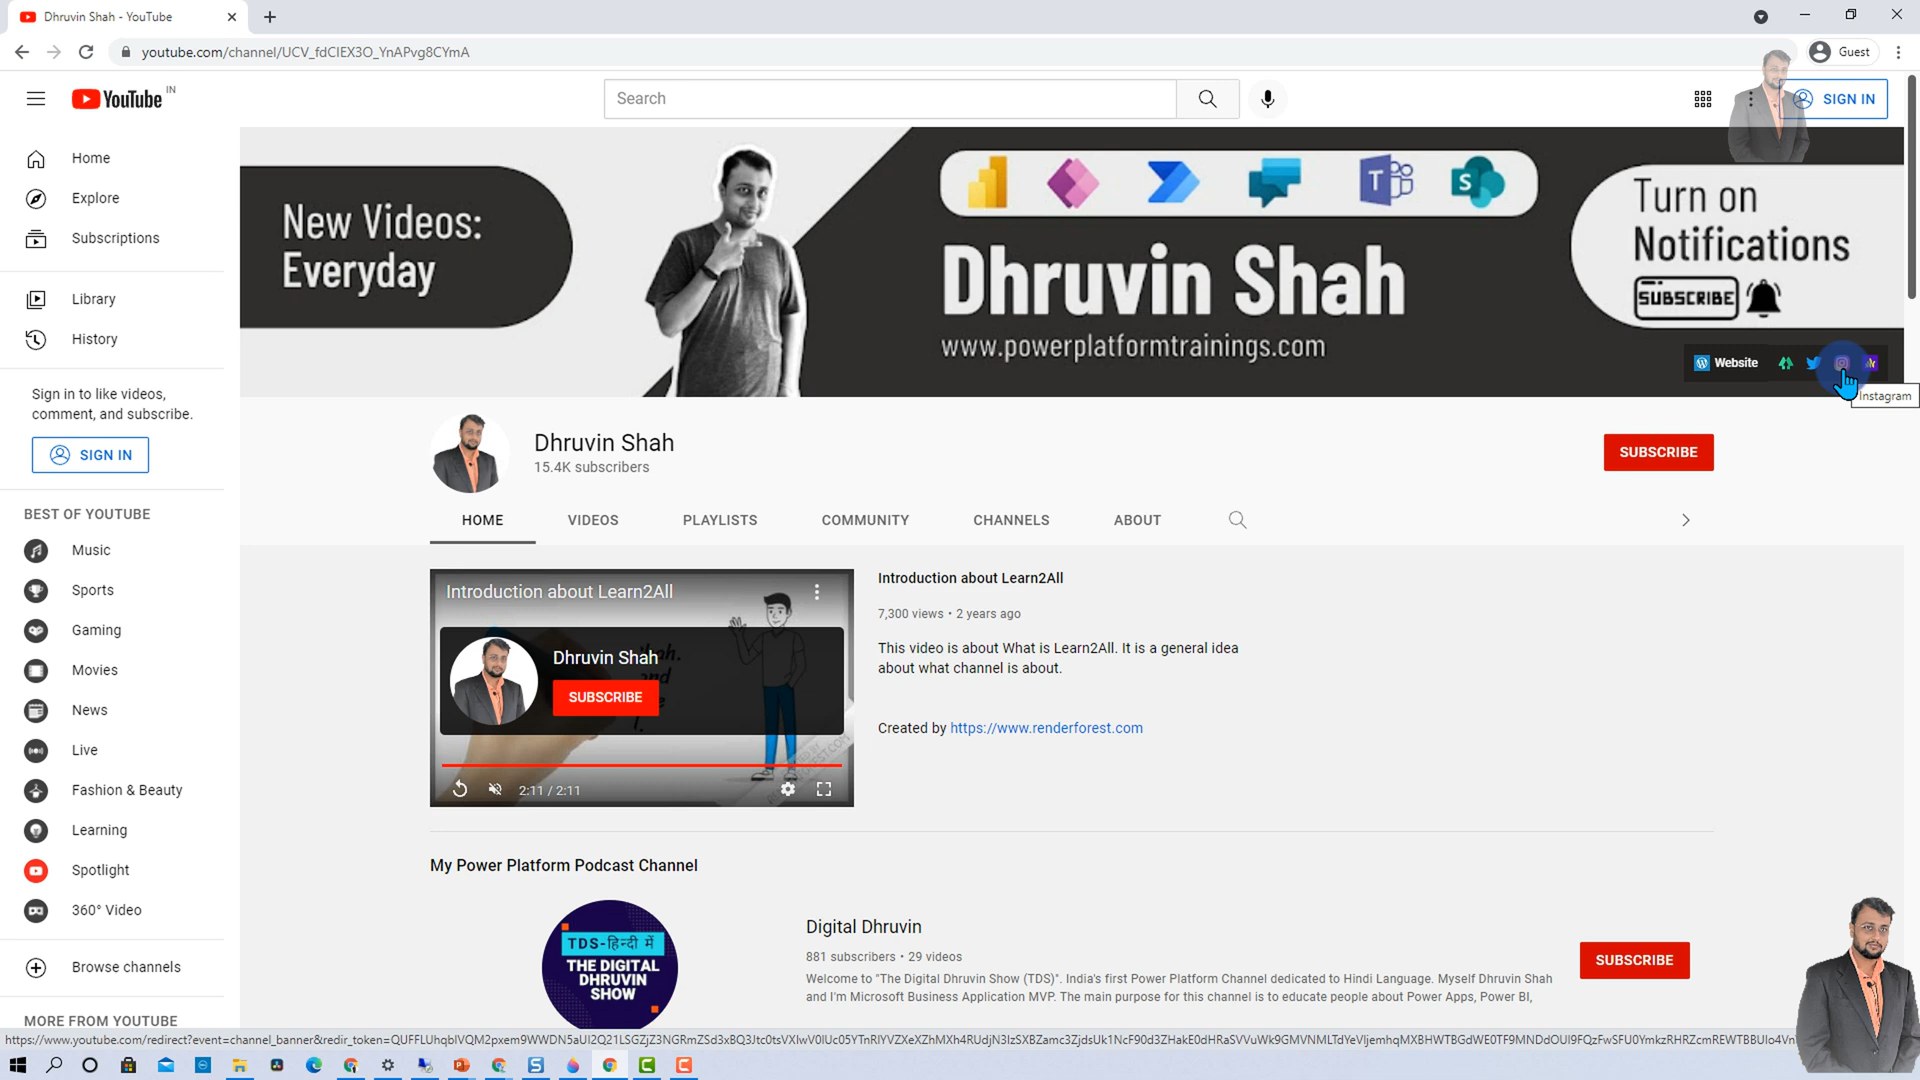 Dhruvin Shah - YouTube
youtube.com/channel/UCV_fdCIEX3O_YnAPvg8CYmA
Guest
YouTube IN
Search
SIGN IN
Home
Explore
Subscriptions
Library
History
Sign in to like videos,
comment, and subscribe.
SIGN IN
BEST OF YOUTUBE
Music
Sports
Gaming
Movies
News
Live
Fashion & Beauty
Learning
Spotlight
360° Video
Browse channels
MORE FROM YOUTUBE
New Videos:
Everyday
Dhruvin Shah
www.powerplatformtrainings.com
Turn on
Notifications
SUBSCRIBE
Website
Instagram
Dhruvin Shah
15.4K subscribers
SUBSCRIBE
HOME VIDEOS PLAYLISTS COMMUNITY CHANNELS ABOUT
Introduction about Learn2All
Dhruvin Shah
SUBSCRIBE
2:11 / 2:11
Introduction about Learn2All
7,300 views • 2 years ago
This video is about What is Learn2All. It is a general idea
about what channel is about.
Created by https://www.renderforest.com
My Power Platform Podcast Channel
TDS-हिन्दी में
THE DIGITAL
DHRUVIN
SHOW
Digital Dhruvin
881 subscribers • 29 videos
Welcome to "The Digital Dhruvin Show (TDS)". India's first Power Platform Channel dedicated to Hindi Language. Myself Dhruvin Shah
and I'm Microsoft Business Application MVP. The main purpose for this channel is to educate people about Power Apps, Power BI,
SUBSCRIBE